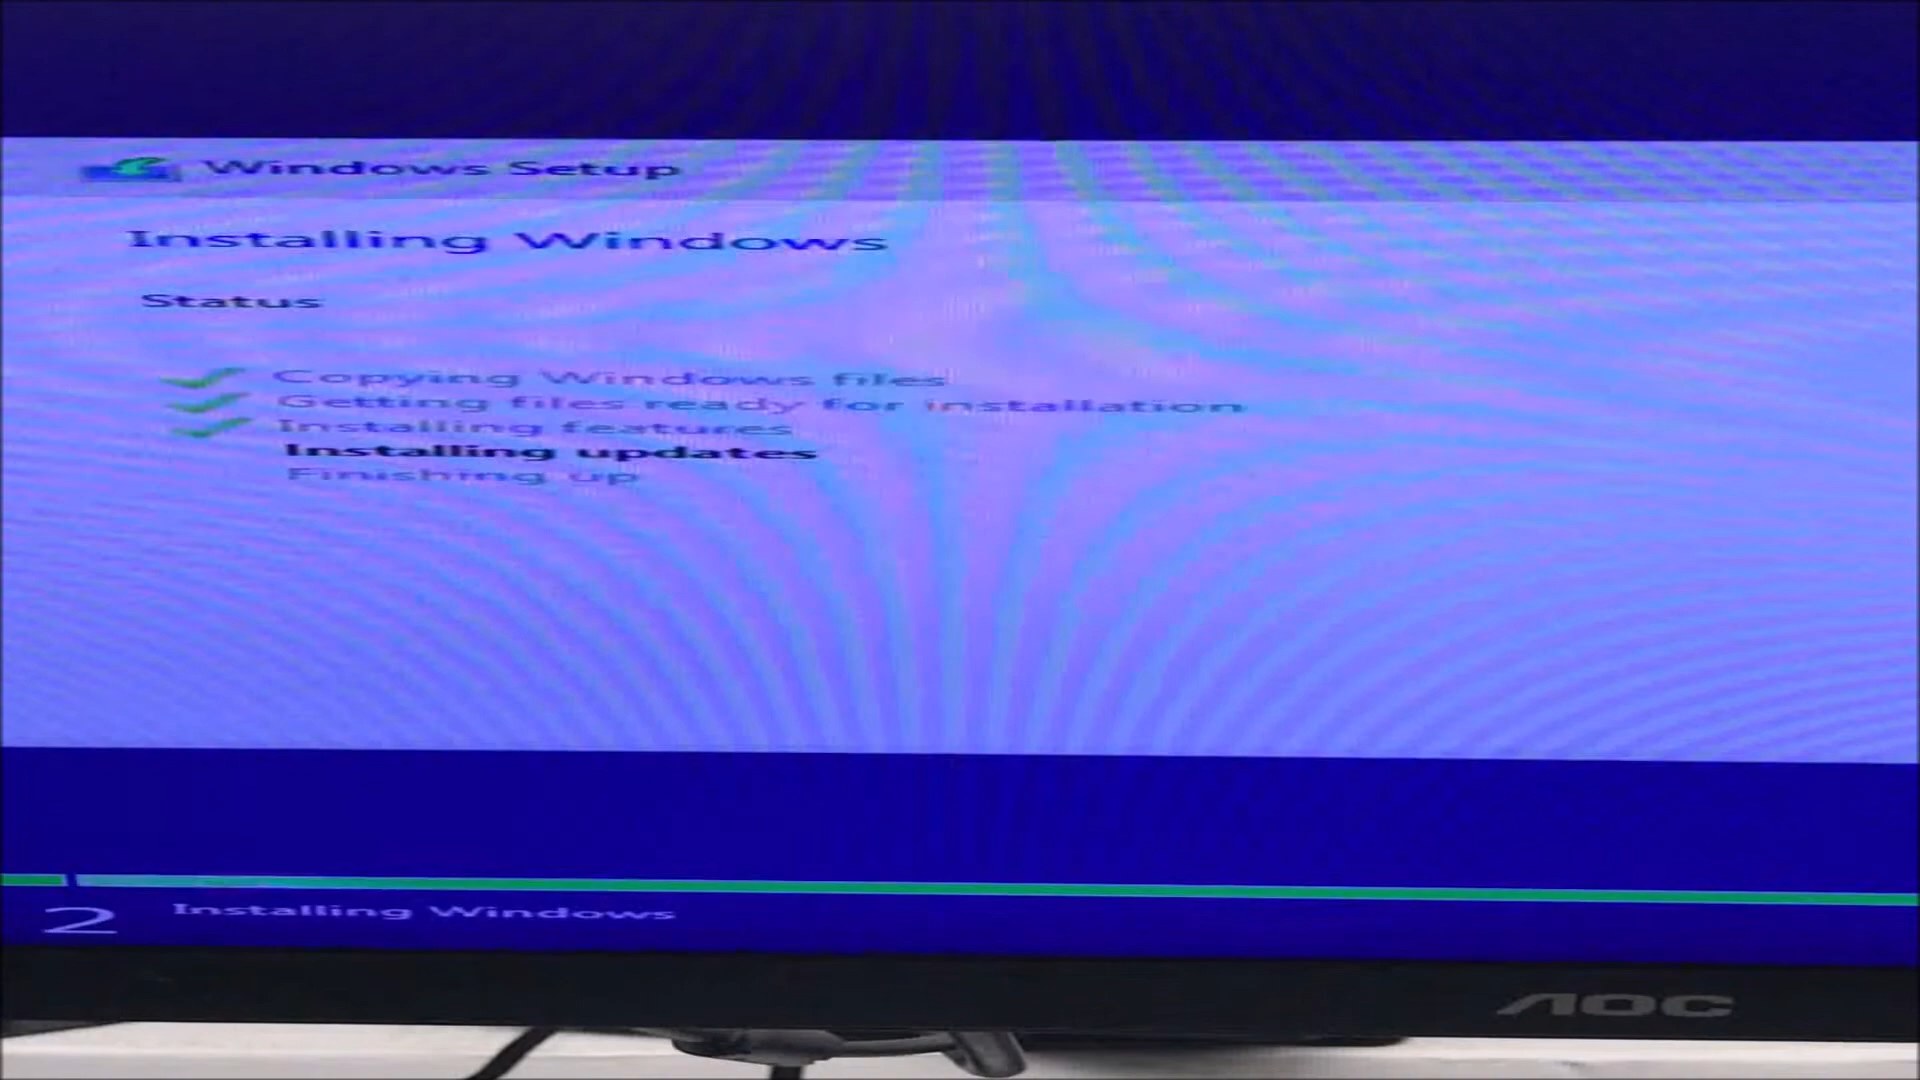 Windows Setup
Installing Windows
Status
Copying Windows files
Getting files ready for installation
Installing features
Installing updates
Finishing up
2 Installing Windows
AOC